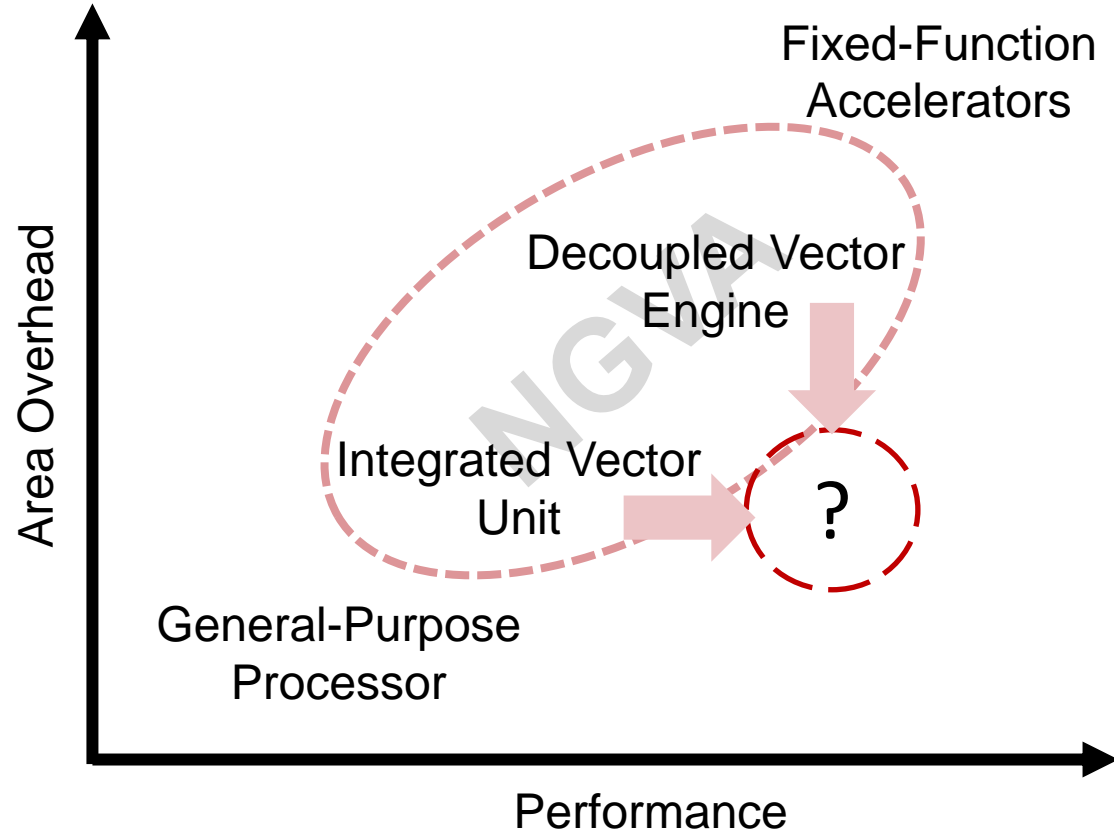 Fixed-Function
Accelerators
Decoupled Vector
Engine
NGVA
Integrated Vector
Unit
?
General-Purpose
Processor
Area Overhead
Performance